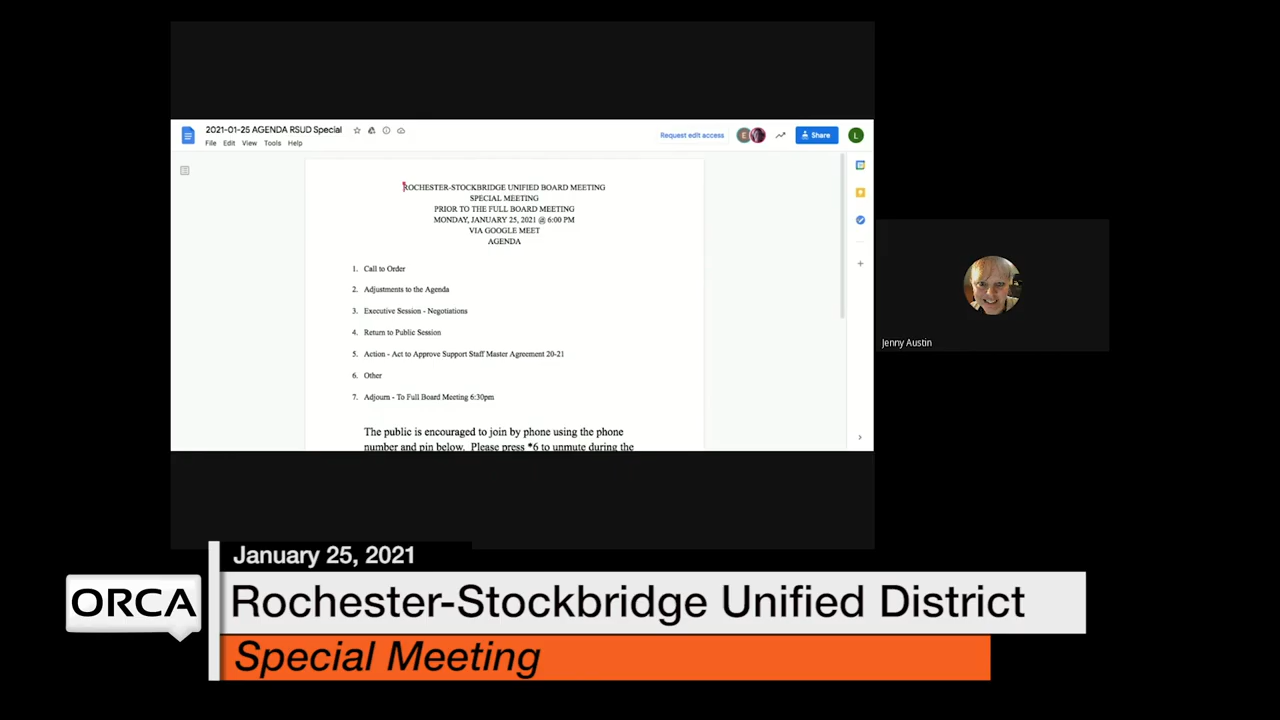 2021-01-25 AGENDA RSUD Special
File Edit View Tools Help
Request edit access
E
Share
L
ROCHESTER-STOCKBRIDGE UNIFIED BOARD MEETING
SPECIAL MEETING
PRIOR TO THE FULL BOARD MEETING
MONDAY, JANUARY 25, 2021 @ 6:00 PM
VIA GOOGLE MEET
AGENDA
1. Call to Order
2. Adjustments to the Agenda
3. Executive Session - Negotiations
4. Return to Public Session
5. Action - Act to Approve Support Staff Master Agreement 20-21
6. Other
7. Adjourn - To Full Board Meeting 6:30pm
The public is encouraged to join by phone using the phone
number and pin below. Please press *6 to unmute during the
Jenny Austin
January 25, 2021
ORCA
Rochester-Stockbridge Unified District
Special Meeting